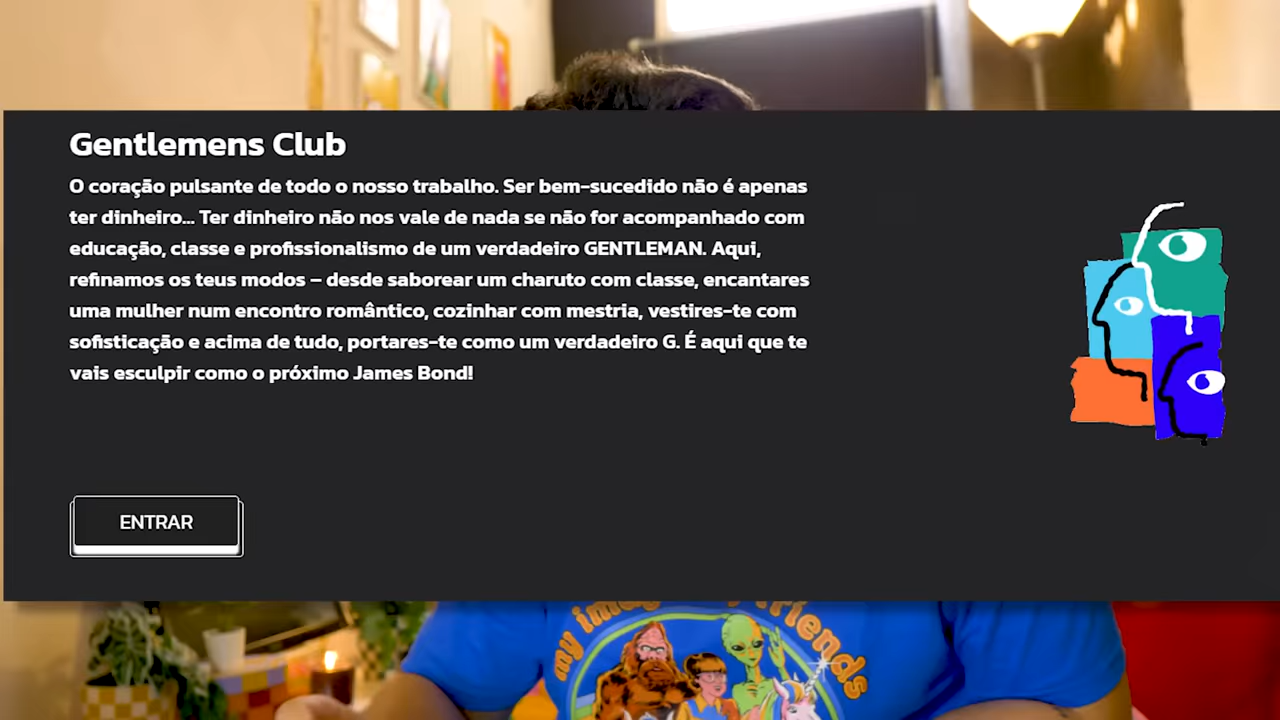 Gentlemens Club
O coração pulsante de todo o nosso trabalho. Ser bem-sucedido não é apenas
ter dinheiro... Ter dinheiro não nos vale de nada se não for acompanhado com
educação, classe e profissionalismo de um verdadeiro GENTLEMAN. Aqui,
refinamos os teus modos – desde saborear um charuto com classe, encantares
uma mulher num encontro romântico, cozinhar com mestria, vestires-te com
sofisticação e acima de tudo, portares-te como um verdadeiro G. É aqui que te
vais esculpir como o próximo James Bond!
ENTRAR
my friends